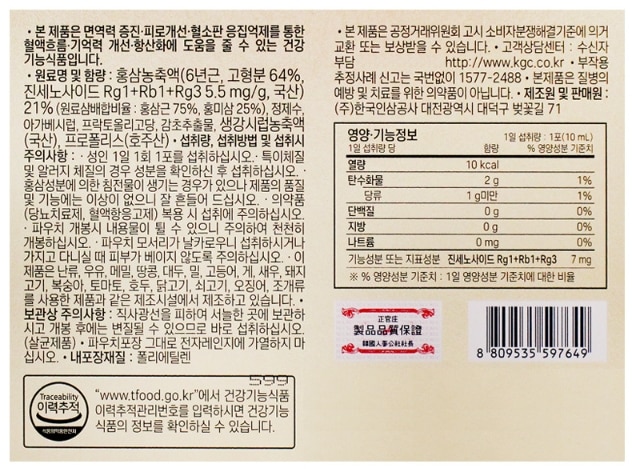 • 본 제품은 면역력 증진·피로개선·혈소판 응집억제를 통한
혈액흐름·기억력 개선·항산화에 도움을 줄 수 있는 건강
기능식품입니다.
• 원료명 및 함량 : 홍삼농축액(6년근, 고형분 64%,
진세노사이드 Rg1+Rb1+Rg3 5.5 mg/g, 국산)
21% (원료삼배합비율 : 홍삼근 75%, 홍미삼 25%), 정제수,
아가베시럽, 프락토올리고당, 감초추출물, 생강시럽농축액
(국산), 프로폴리스(호주산) • 섭취량, 섭취방법 및 섭취시
주의사항 : · 성인 1일 1회 1포를 섭취하십시오. · 특이체질
및 알러지 체질의 경우 성분을 확인하신 후 섭취하십시오. ·
홍삼성분에 의한 침전물이 생기는 경우가 있으나 제품의 품질
및 기능에는 이상이 없으니 잘 흔들어 드십시오. · 의약품
(당뇨치료제, 혈액항응고제) 복용 시 섭취에 주의하십시오.
· 파우치 개봉시 내용물이 튈 수 있으니 주의하여 천천히
개봉하십시오. · 파우치 모서리가 날카로우니 섭취하시거나
가지고 다니실 때 피부가 베이지 않도록 주의하십시오. · 이
제품은 난류, 우유, 메밀, 땅콩, 대두, 밀, 고등어, 게, 새우, 돼지
고기, 복숭아, 토마토, 호두, 닭고기, 쇠고기, 오징어, 조개류
를 사용한 제품과 같은 제조시설에서 제조하고 있습니다. •
보관상 주의사항 : 직사광선을 피하여 서늘한 곳에 보관하
시고 개봉 후에는 변질될 수 있으므로 바로 섭취하십시오.
(살균제품) • 파우치포장 그대로 전자레인지에 가열하지 마
십시오. • 내포장재질 : 폴리에틸렌
599
Traceability
이력추적
식품의약품안전처
"www.tfood.go.kr"에서 건강기능식품
이력추적관리번호를 입력하시면 건강기능
식품의 정보를 확인하실 수 있습니다.
• 본 제품은 공정거래위원회 고시 소비자분쟁해결기준에 의거
교환 또는 보상받을 수 있습니다. • 고객상담센터 : 수신자
부담 http://www.kgc.co.kr • 부작용
추정사례 신고는 국번없이 1577-2488 • 본제품은 질병의
예방 및 치료를 위한 의약품이 아닙니다. • 제조원 및 판매원 :
(주)한국인삼공사 대전광역시 대덕구 벚꽃길 71
영양·기능정보 1일 섭취량 : 1포(10 mL)
1일 섭취량 당 함량 % 영양성분 기준치
열량 10 kcal
탄수화물 2 g 1%
당류 1 g미만 1%
단백질 0 g 0%
지방 0 g 0%
나트륨 0 mg 0%
기능성분 또는 지표성분 진세노사이드 Rg1+Rb1+Rg3 7 mg
※ % 영양성분 기준치 : 1일 영양성분 기준치에 대한 비율
正官庄
製品品質保證
韓國人蔘公社社長
8 809535 597649